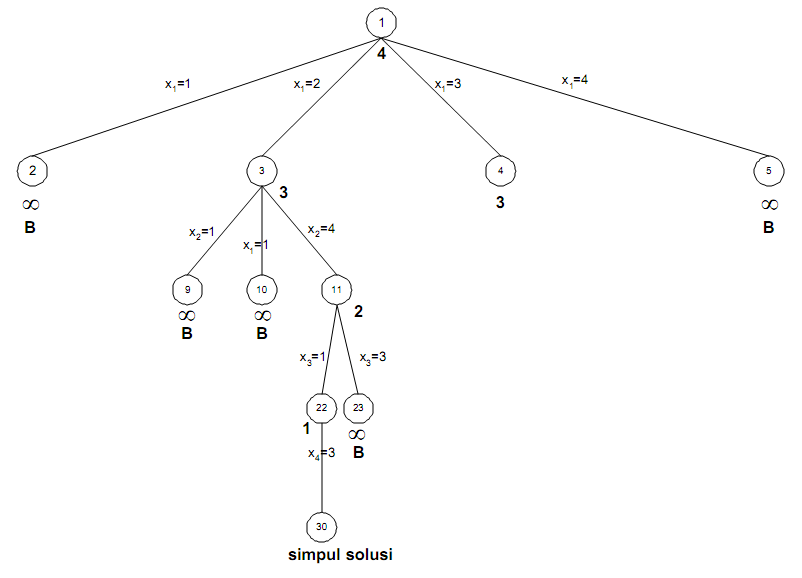 1
4
x₁=1
x₁=2
x₁=3
x₁=4
2
3
4
5
∞
3
3
∞
B
B
x₂=1
x₁=1
x₂=4
9
10
11
∞
∞
2
B
B
x₃=1
x₃=3
22
23
1
∞
x₄=3
B
30
simpul solusi